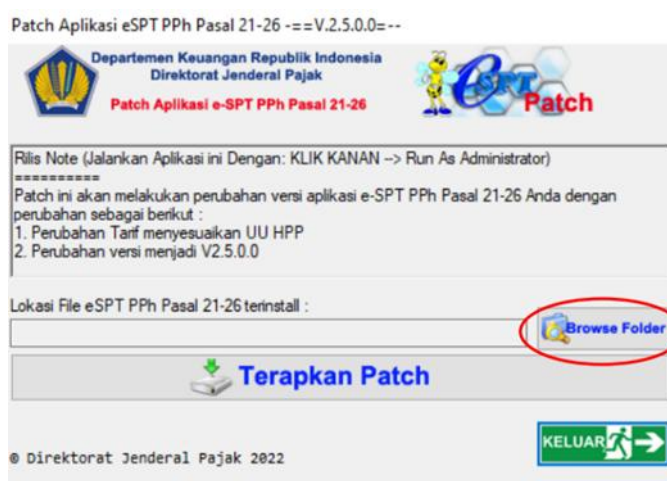 Patch Aplikasi eSPT PPh Pasal 21-26 -==V.2.5.0.0=--
Departemen Keuangan Republik Indonesia
Direktorat Jenderal Pajak
Patch Aplikasi e-SPT PPh Pasal 21-26
eSPT
Patch
Rilis Note (Jalankan Aplikasi ini Dengan: KLIK KANAN --> Run As Administrator)
==========
Patch ini akan melakukan perubahan versi aplikasi e-SPT PPh Pasal 21-26 Anda dengan
perubahan sebagai berikut :
1. Perubahan Tarif menyesuaikan UU HPP
2. Perubahan versi menjadi V2.5.0.0
Lokasi File eSPT PPh Pasal 21-26 terinstall :
Browse Folder
Terapkan Patch
KELUAR
© Direktorat Jenderal Pajak 2022